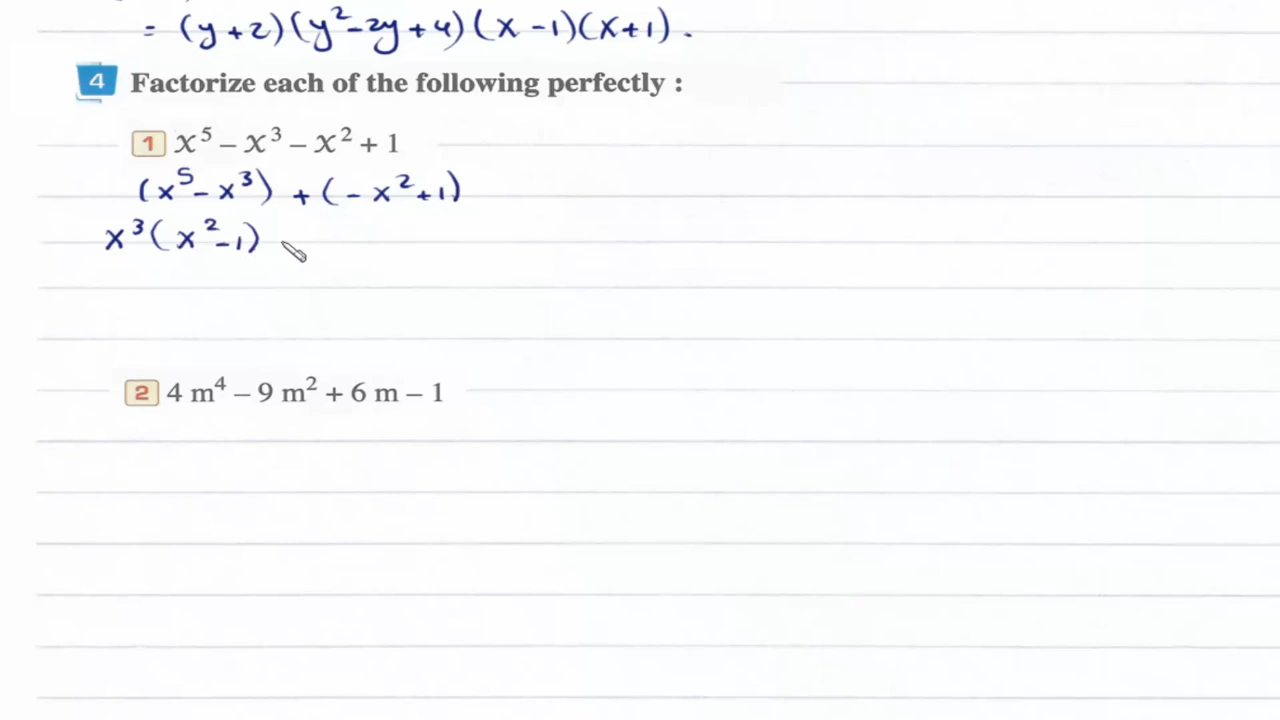 = (y+2)(y²-2y+4)(x-1)(x+1).
4 Factorize each of the following perfectly :
1 x⁵ – x³ – x² + 1
(x⁵- x³) + (- x²+1)
x³(x²-1)
2 4 m⁴ – 9 m² + 6 m – 1